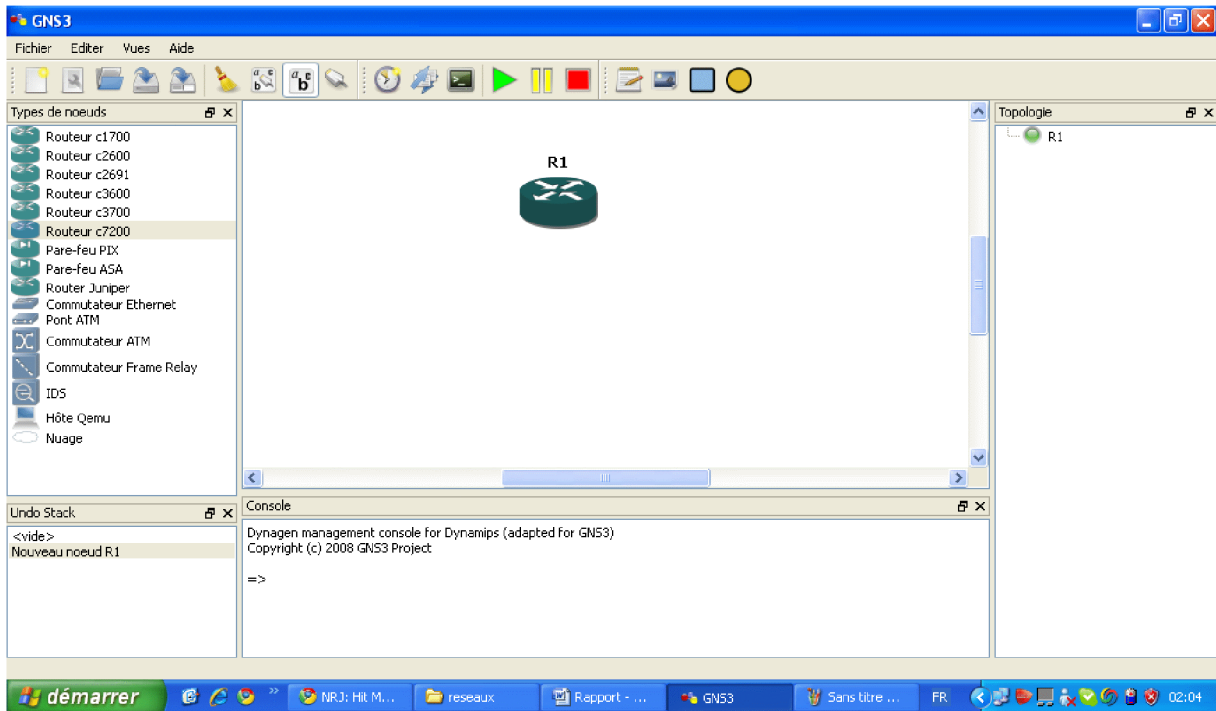 GNS3
Fichier Editer Vues Aide
Types de noeuds
Routeur c1700
Routeur c2600
Routeur c2691
Routeur c3600
Routeur c3700
Routeur c7200
Pare-feu PIX
Pare-feu ASA
Router Juniper
Commutateur Ethernet
Pont ATM
Commutateur ATM
Commutateur Frame Relay
IDS
Hôte Qemu
Nuage
R1
Topologie
R1
Undo Stack
<vide>
Nouveau noeud R1
Console
Dynagen management console for Dynamips (adapted for GNS3)
Copyright (c) 2008 GNS3 Project
=>
démarrer
NRJ: Hit M...
reseaux
Rapport - ...
GNS3
Sans titre ...
FR
02:04